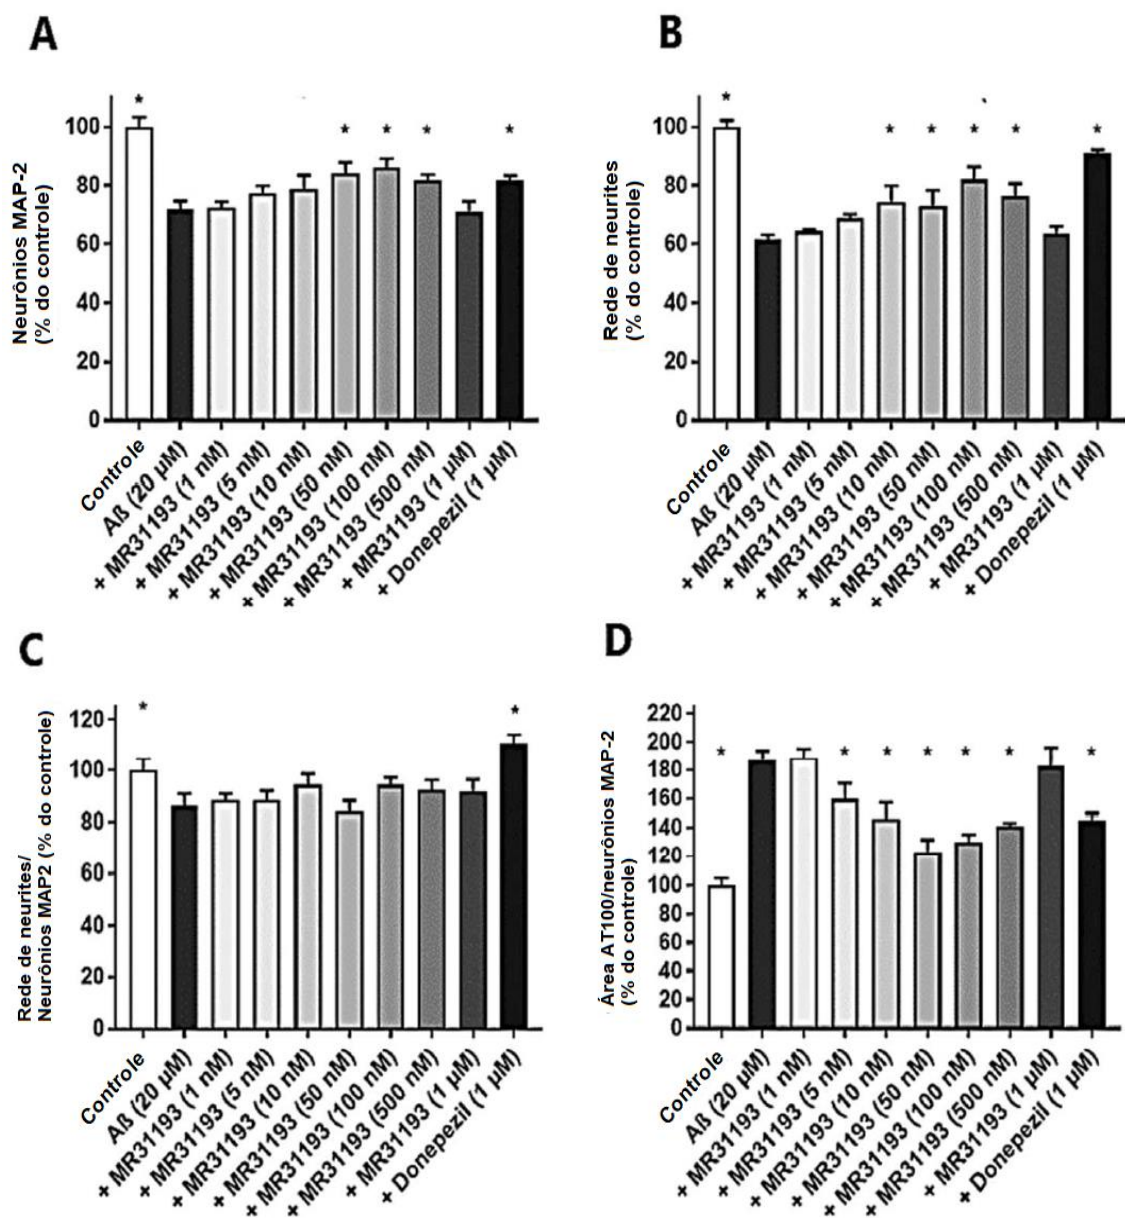 A
*
Neurônios MAP-2
(% do controle)
100
80
60
40
20
0
* * * *
Controle
Aß (20 µM)
+ MR31193 (1 nM)
+ MR31193 (5 nM)
+ MR31193 (10 nM)
+ MR31193 (50 nM)
+ MR31193 (100 nM)
+ MR31193 (500 nM)
+ MR31193 (1 µM)
+ Donepezil (1 µM)
B
*
Rede de neurites
(% do controle)
100
80
60
40
20
0
* * * * *
Controle
Aß (20 µM)
+ MR31193 (1 nM)
+ MR31193 (5 nM)
+ MR31193 (10 nM)
+ MR31193 (50 nM)
+ MR31193 (100 nM)
+ MR31193 (500 nM)
+ MR31193 (1 µM)
+ Donepezil (1 µM)
C
* *
Rede de neurites/
Neurônios MAP2 (% do controle)
120
100
80
60
40
20
0
Controle
Aß (20 µM)
+ MR31193 (1 nM)
+ MR31193 (5 nM)
+ MR31193 (10 nM)
+ MR31193 (50 nM)
+ MR31193 (100 nM)
+ MR31193 (500 nM)
+ MR31193 (1 µM)
+ Donepezil (1 µM)
D
Área AT100/neurônios MAP-2
(% do controle)
220
200
180
160
140
120
100
80
60
40
20
0
* * * * * * *
Controle
Aß (20 µM)
+ MR31193 (1 nM)
+ MR31193 (5 nM)
+ MR31193 (10 nM)
+ MR31193 (50 nM)
+ MR31193 (100 nM)
+ MR31193 (500 nM)
+ MR31193 (1 µM)
+ Donepezil (1 µM)